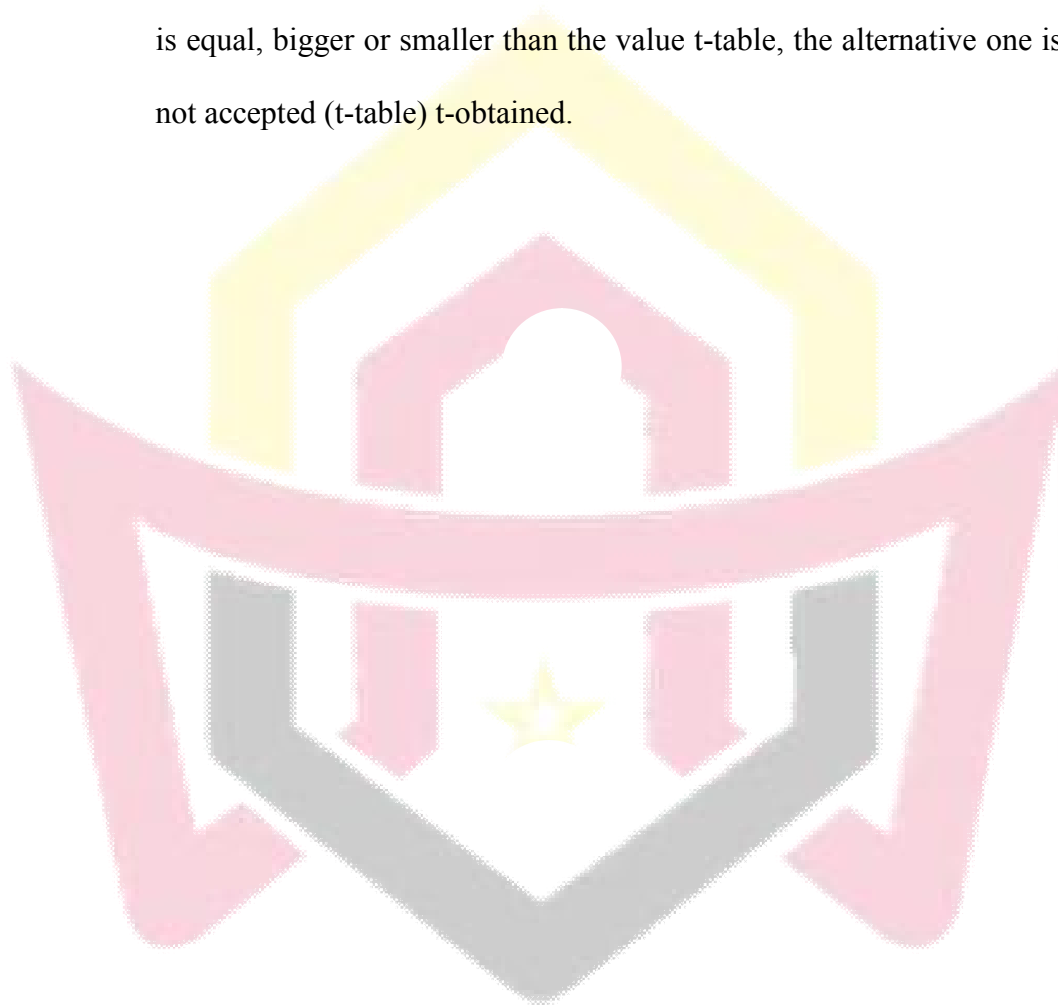 is equal, bigger or smaller than the value t-table, the alternative one is
not accepted (t-table) t-obtained.